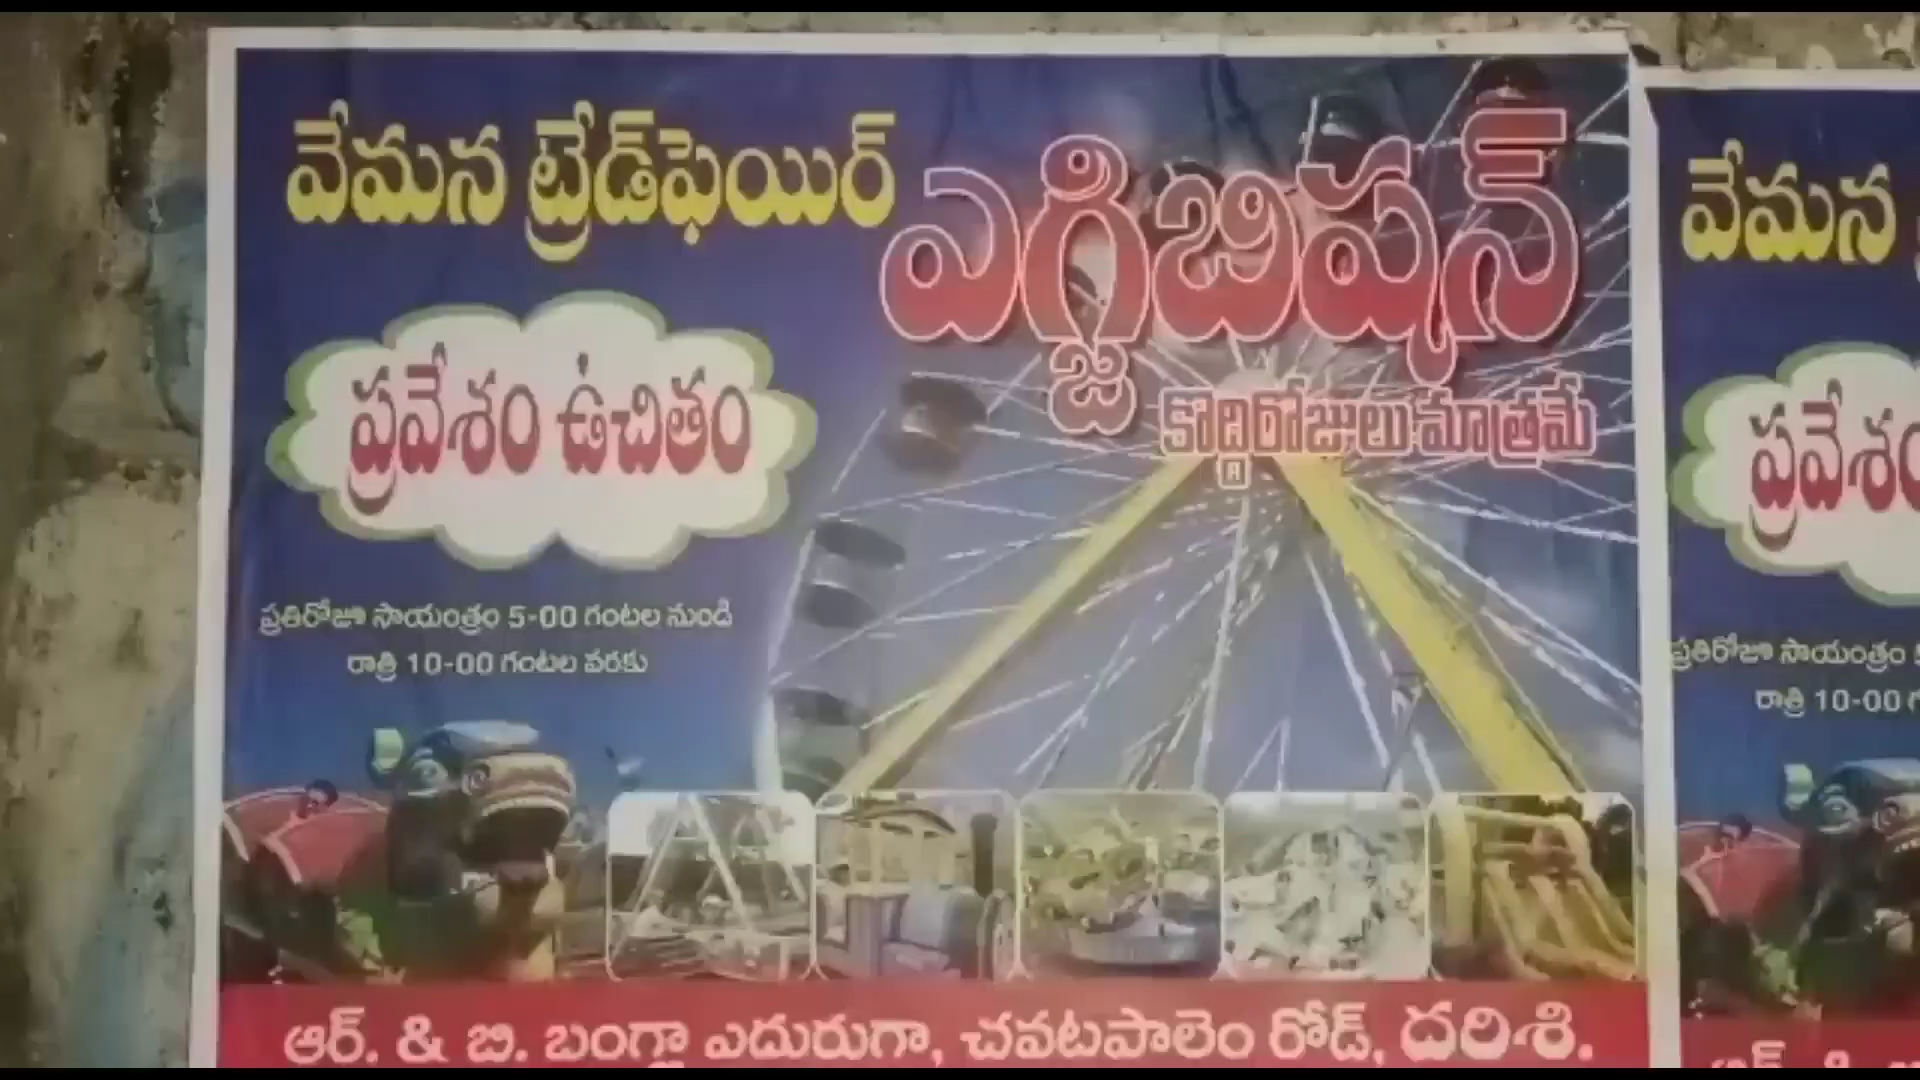 వేమన ట్రేడ్‌ఫెయిర్
ఎగ్జిబిషన్
కొద్దిరోజులు మాత్రమే
ప్రవేశం ఉచితం
ప్రతిరోజూ సాయంత్రం 5-00 గంటల నుండి
రాత్రి 10-00 గంటల వరకు
ఆర్. & బి. బంగ్లా ఎదురుగా, చవటపాలెం రోడ్, దరిశి.
వేమన
ప్రవేశం
ప్రతిరోజూ సాయంత్రం
రాత్రి 10-00